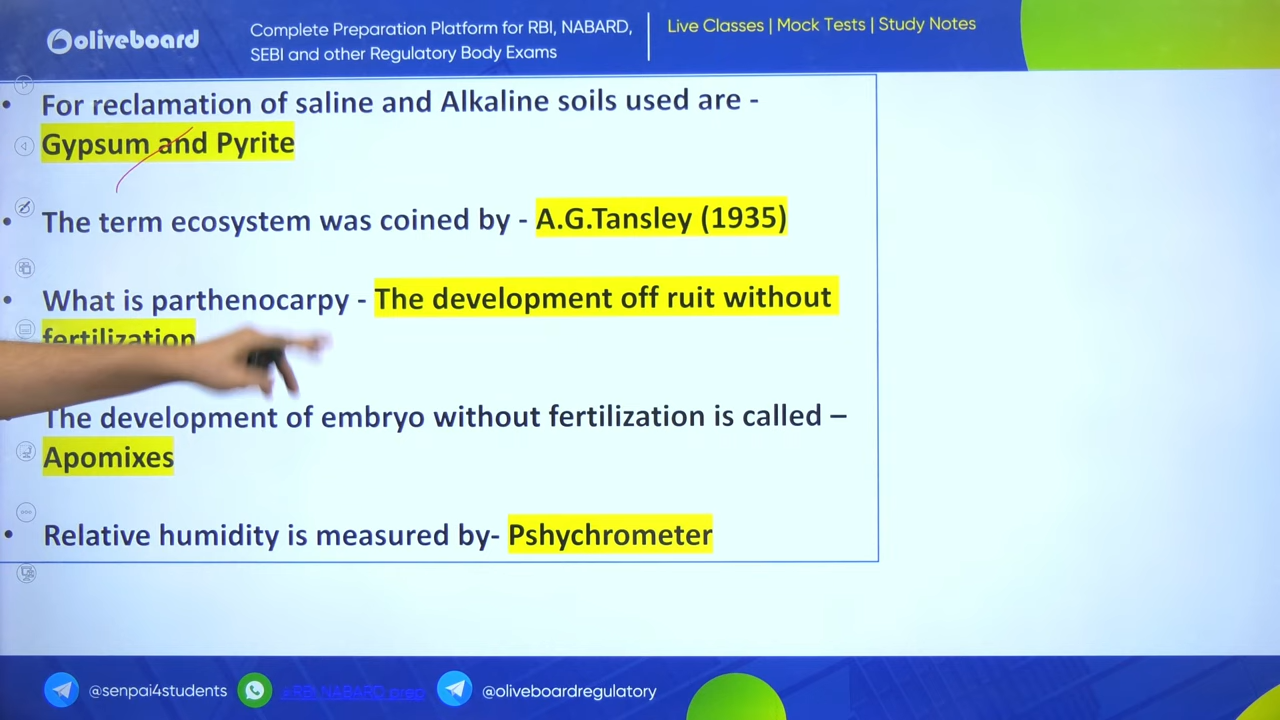 oliveboard
Complete Preparation Platform for RBI, NABARD,
SEBI and other Regulatory Body Exams
Live Classes | Mock Tests | Study Notes
• For reclamation of saline and Alkaline soils used are -
Gypsum and Pyrite
• The term ecosystem was coined by - A.G.Tansley (1935)
• What is parthenocarpy - The development off ruit without
fertilization
The development of embryo without fertilization is called –
Apomixes
• Relative humidity is measured by- Pshychrometer
@senpai4students
#RBI NABARD prep
@oliveboardregulatory